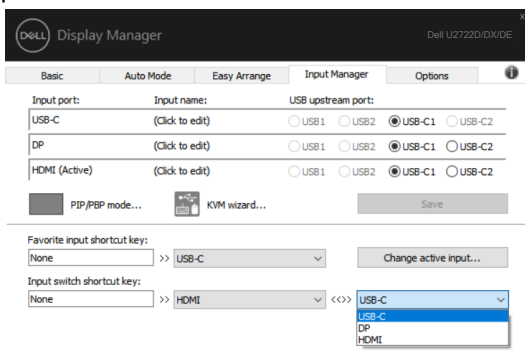 DELL Display Manager Dell U2722D/DX/DE
x
Basic Auto Mode Easy Arrange Input Manager Options i
Input port: Input name: USB upstream port:
USB-C (Click to edit) USB1 USB2 USB-C1 USB-C2
DP (Click to edit) USB1 USB2 USB-C1 USB-C2
HDMI (Active) (Click to edit) USB1 USB2 USB-C1 USB-C2
PIP/PBP mode... KVM wizard... Save
Favorite input shortcut key:
None >> USB-C Change active input...
Input switch shortcut key:
None >> HDMI <<>> USB-C
USB-C
DP
HDMI